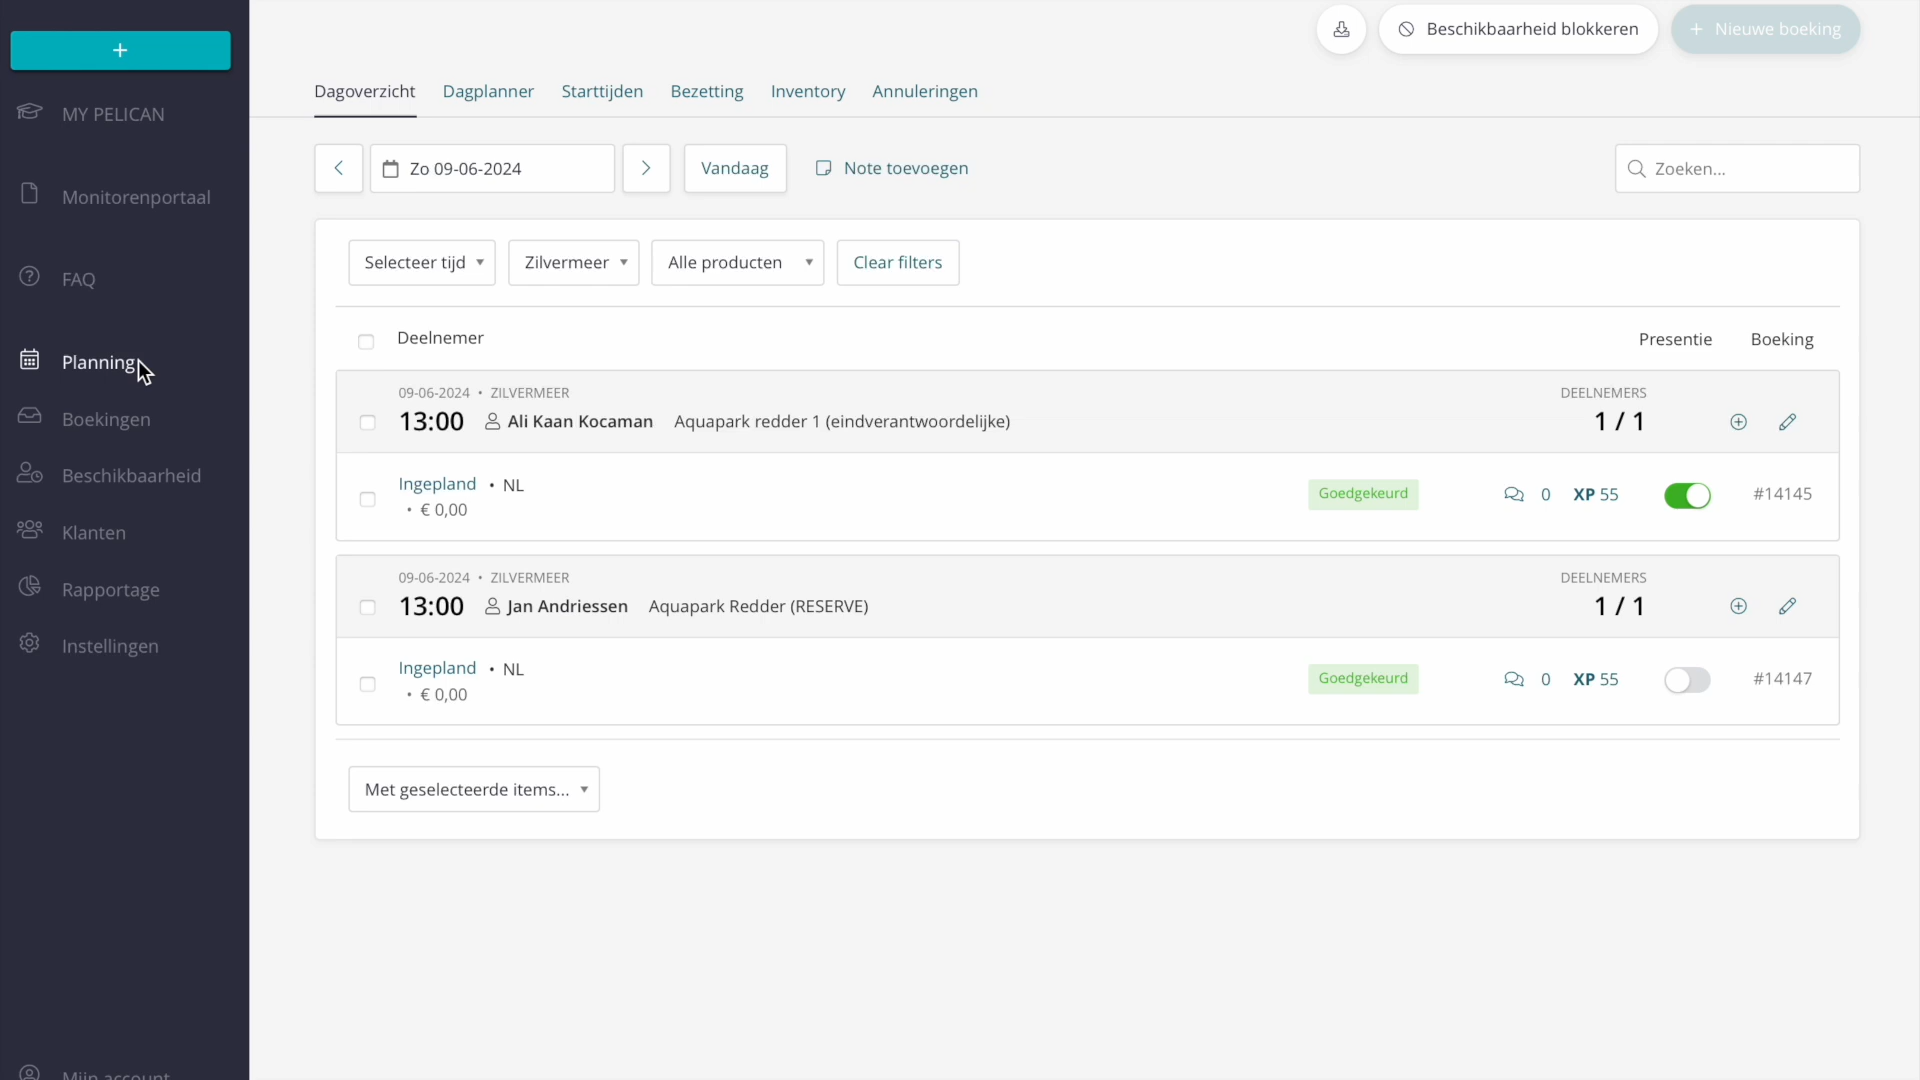 +
MY PELICAN
Monitorenportaal
FAQ
Planning
Boekingen
Beschikbaarheid
Klanten
Rapportage
Instellingen
Mijn account
Beschikbaarheid blokkeren
+ Nieuwe boeking
Dagoverzicht Dagplanner Starttijden Bezetting Inventory Annuleringen
Zo 09-06-2024 Vandaag Note toevoegen Zoeken...
Selecteer tijd Zilvermeer Alle producten Clear filters
Deelnemer Presentie Boeking
09-06-2024 • ZILVERMEER DEELNEMERS
13:00 Ali Kaan Kocaman Aquapark redder 1 (eindverantwoordelijke) 1 / 1
Ingepland • NL Goedgekeurd 0 XP 55 #14145
• € 0,00
09-06-2024 • ZILVERMEER DEELNEMERS
13:00 Jan Andriessen Aquapark Redder (RESERVE) 1 / 1
Ingepland • NL Goedgekeurd 0 XP 55 #14147
• € 0,00
Met geselecteerde items...